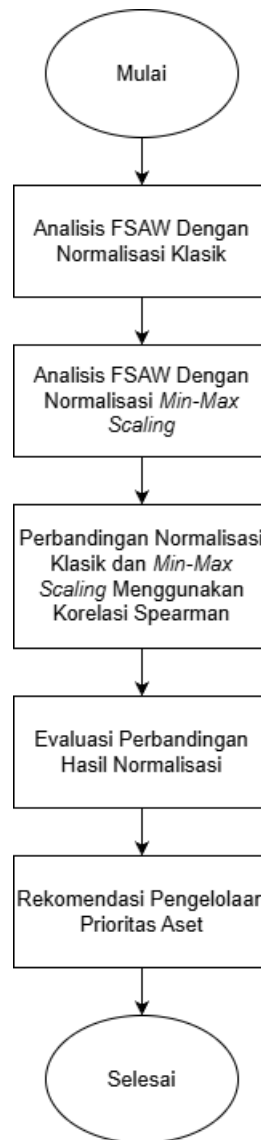 Mulai
Analisis FSAW Dengan
Normalisasi Klasik
Analisis FSAW Dengan
Normalisasi Min-Max
Scaling
Perbandingan Normalisasi
Klasik dan Min-Max
Scaling Menggunakan
Korelasi Spearman
Evaluasi Perbandingan
Hasil Normalisasi
Rekomendasi Pengelolaan
Prioritas Aset
Selesai